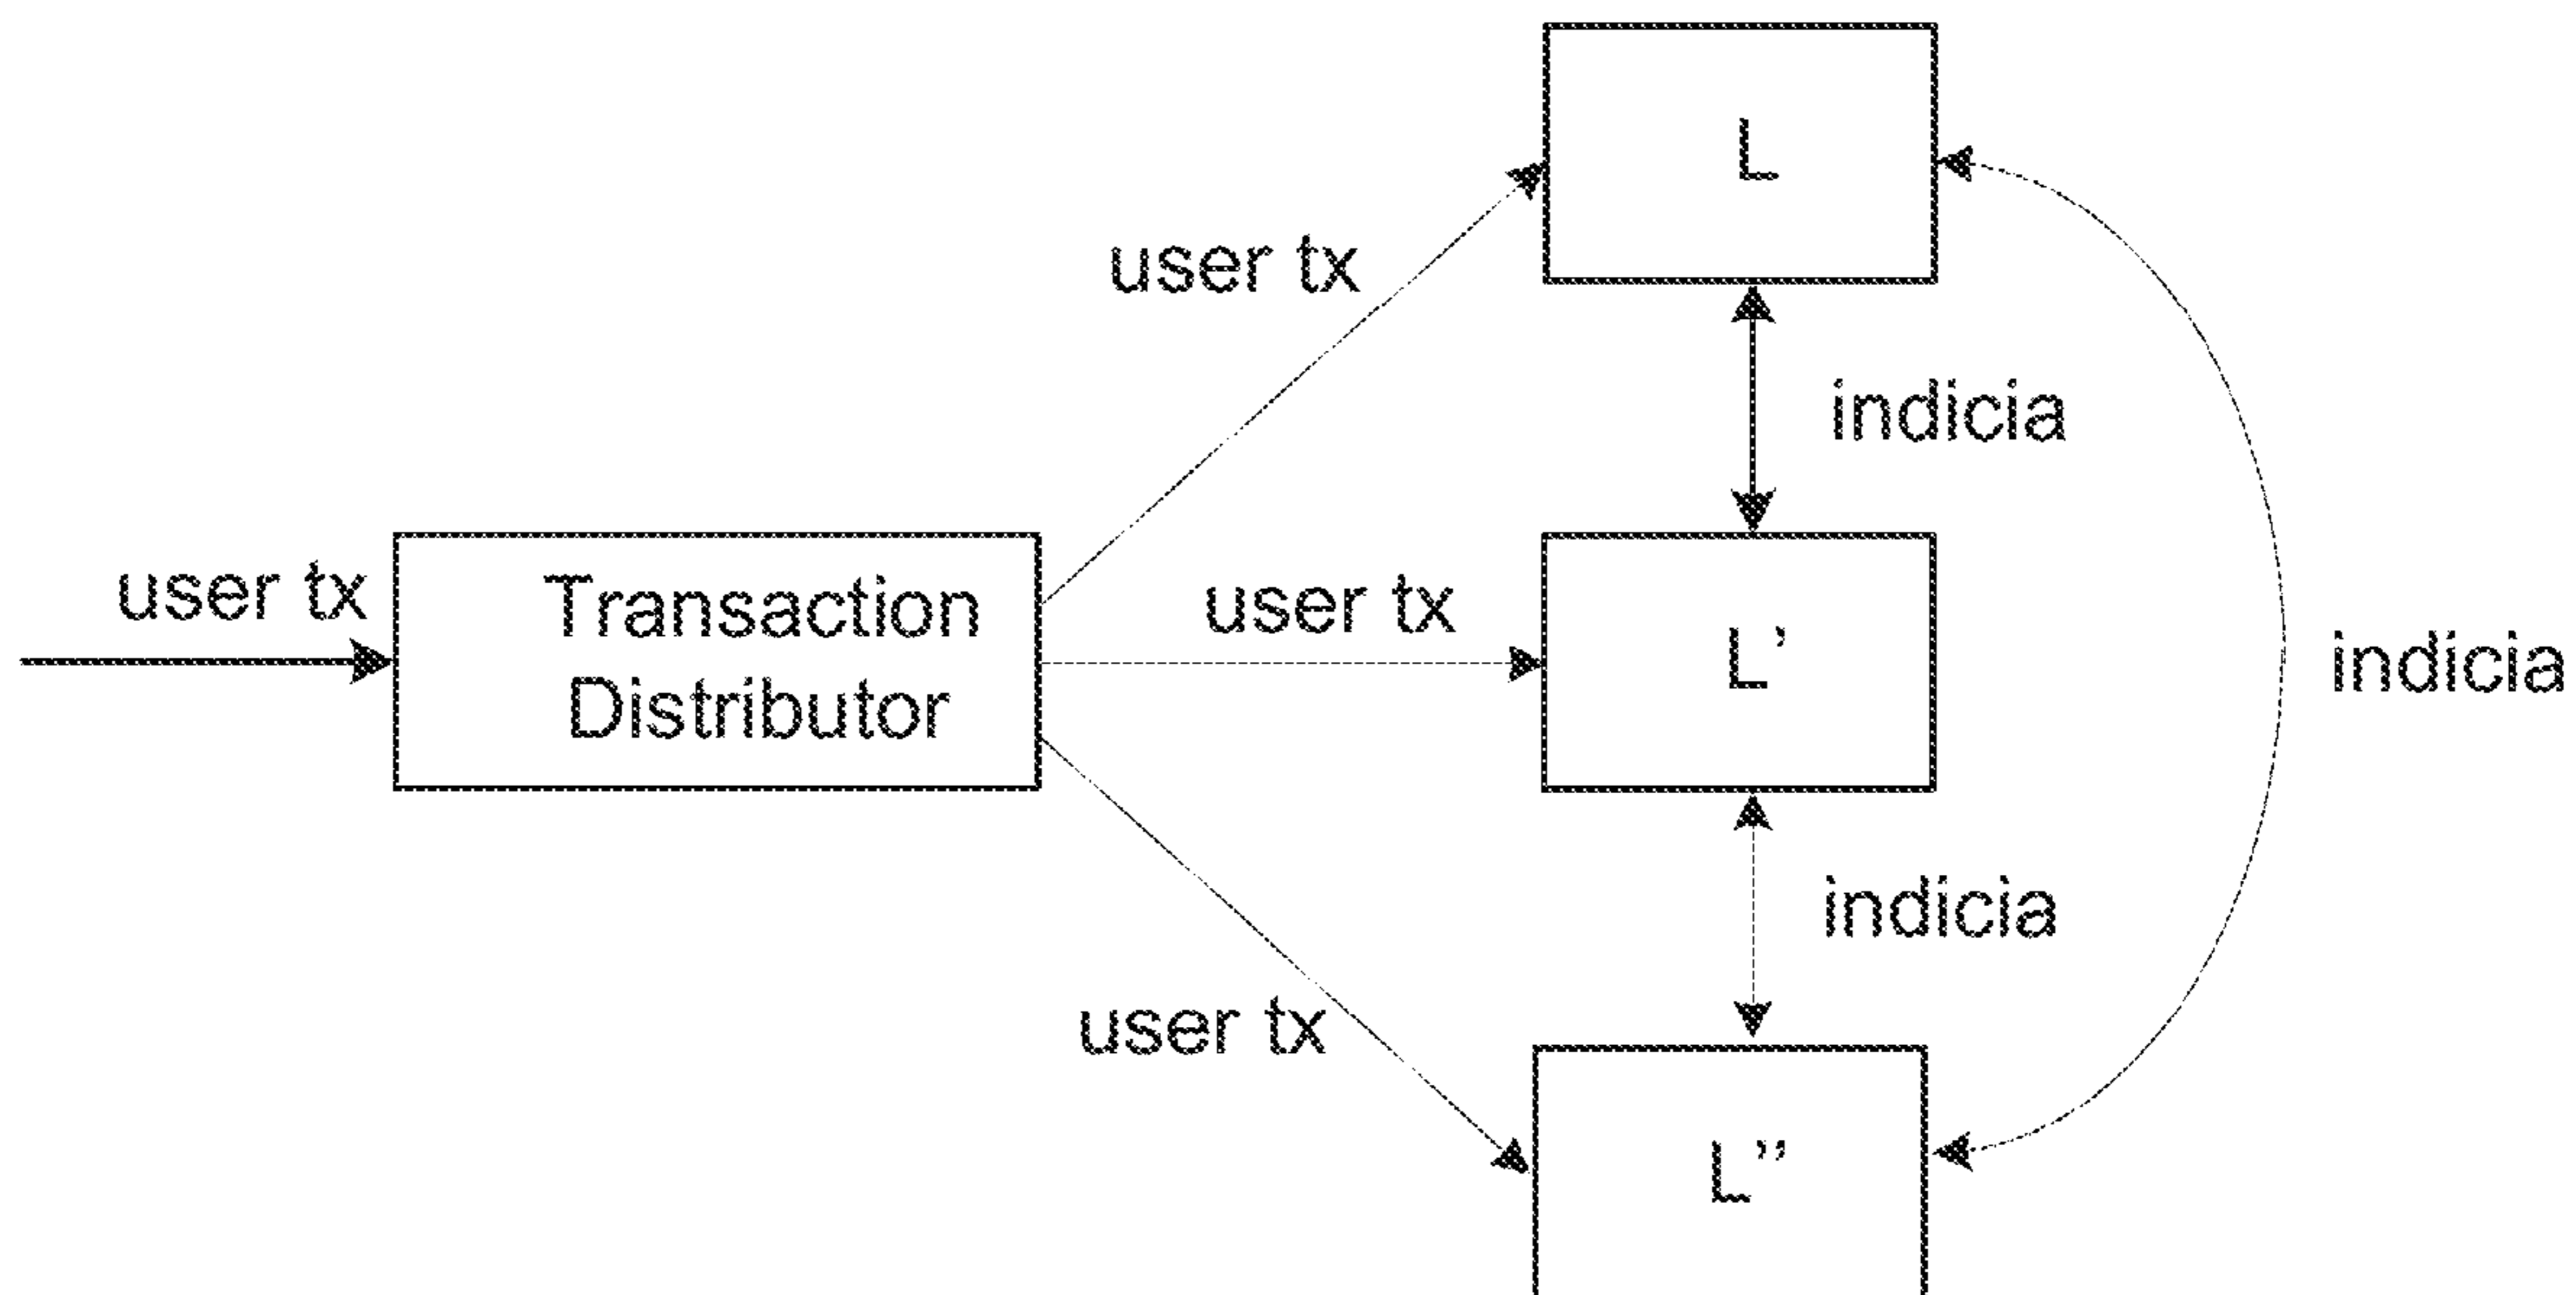 L
user tx
indicia
user tx
Transaction
Distributor
user tx
L’
indicia
indicia
user tx
L’’